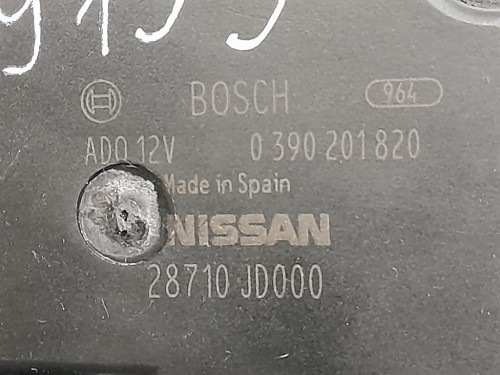 BOSCH 964
ADO 12V 0 390 201 820
Made in Spain
NISSAN
28710 JD000